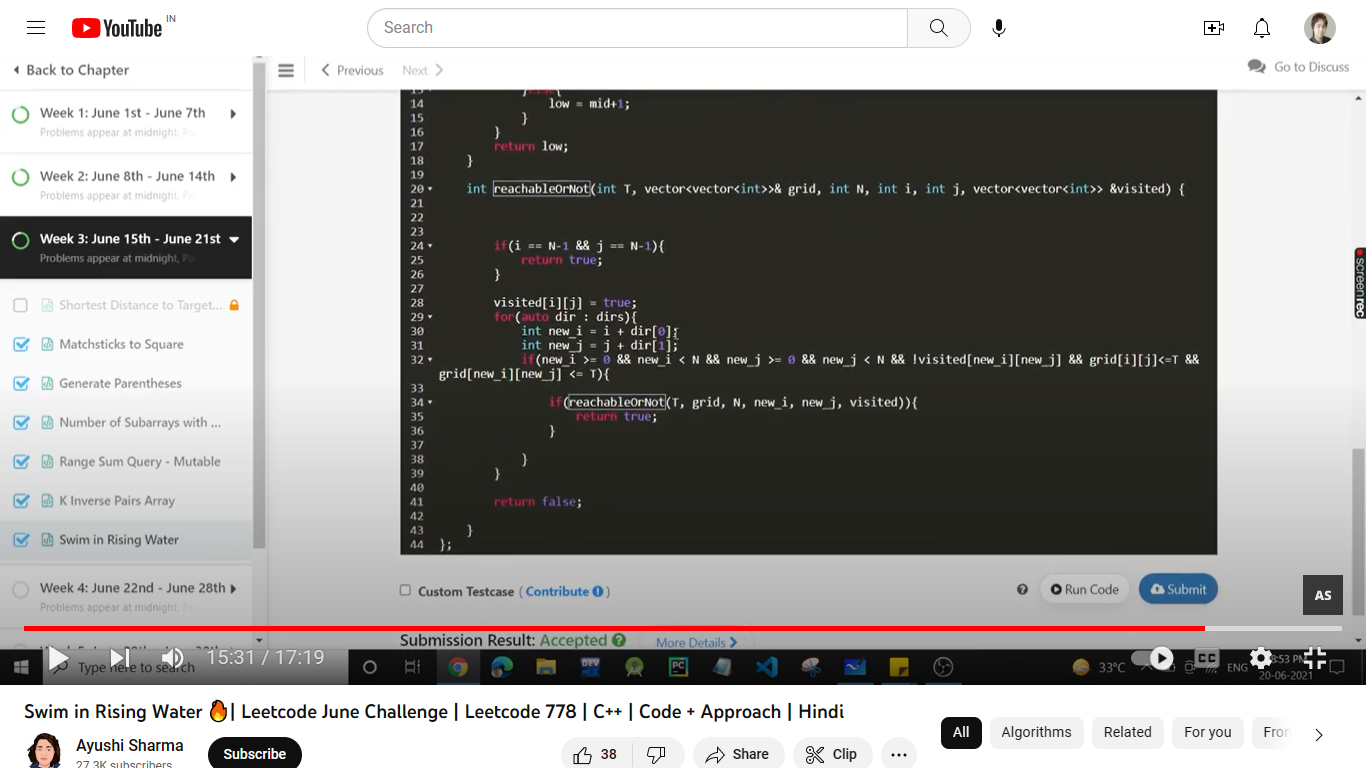 YouTube IN
Search
Back to Chapter
Previous Next
Go to Discuss
Week 1: June 1st - June 7th
Problems appear at midnight,
Week 2: June 8th - June 14th
Problems appear at midnight,
Week 3: June 15th - June 21st
Problems appear at midnight,
Shortest Distance to Target...
Matchsticks to Square
Generate Parentheses
Number of Subarrays with ...
Range Sum Query - Mutable
K Inverse Pairs Array
Swim in Rising Water
Week 4: June 22nd - June 28th
Problems appear at midnight,
13 }else{
14 low = mid+1;
15 }
16 }
17 return low;
18 }
19
20 int reachableOrNot(int T, vector<vector<int>>& grid, int N, int i, int j, vector<vector<int>> &visited) {
21
22
23
24 if(i == N-1 && j == N-1){
25 return true;
26 }
27
28 visited[i][j] = true;
29 for(auto dir : dirs){
30 int new_i = i + dir[0];
31 int new_j = j + dir[1];
32 if(new_i >= 0 && new_i < N && new_j >= 0 && new_j < N && !visited[new_i][new_j] && grid[i][j]<=T &&
grid[new_i][new_j] <= T){
33
34 if(reachableOrNot(T, grid, N, new_i, new_j, visited)){
35 return true;
36 }
37
38 }
39 }
40
41 return false;
42
43 }
44 };
screenrec
Custom Testcase ( Contribute )
Run Code
Submit
AS
Submission Result: Accepted
More Details
15:31 / 17:19
Type here to search
DEV
PC
CC
33°C
ENG
:53 PM
20-06-2021
Swim in Rising Water 🔥| Leetcode June Challenge | Leetcode 778 | C++ | Code + Approach | Hindi
Ayushi Sharma
27.3K subscribers
Subscribe
38
Share
Clip
All
Algorithms
Related
For you
From